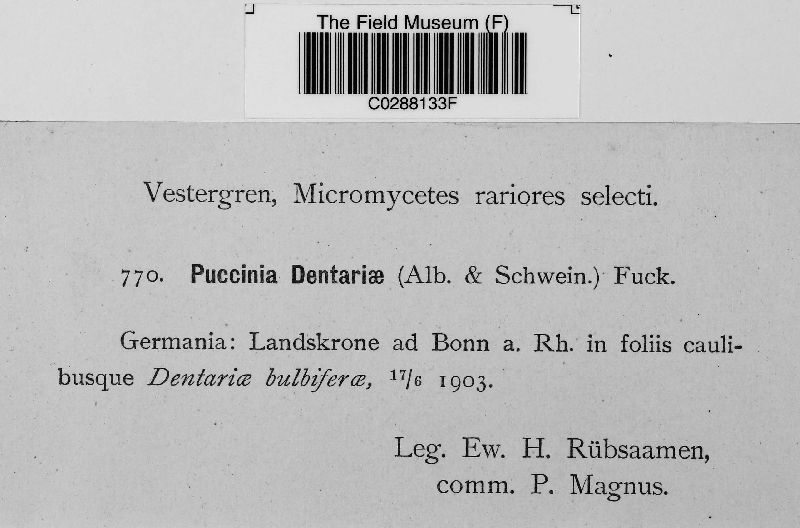 The Field Museum (F)
C0288133F
Vestergren, Micromycetes rariores selecti.
770. Puccinia Dentariæ (Alb. & Schwein.) Fuck.
Germania: Landskrone ad Bonn a. Rh. in foliis cauli-
busque Dentariæ bulbiferæ, 17/6 1903.
Leg. Ew. H. Rübsaamen,
comm. P. Magnus.